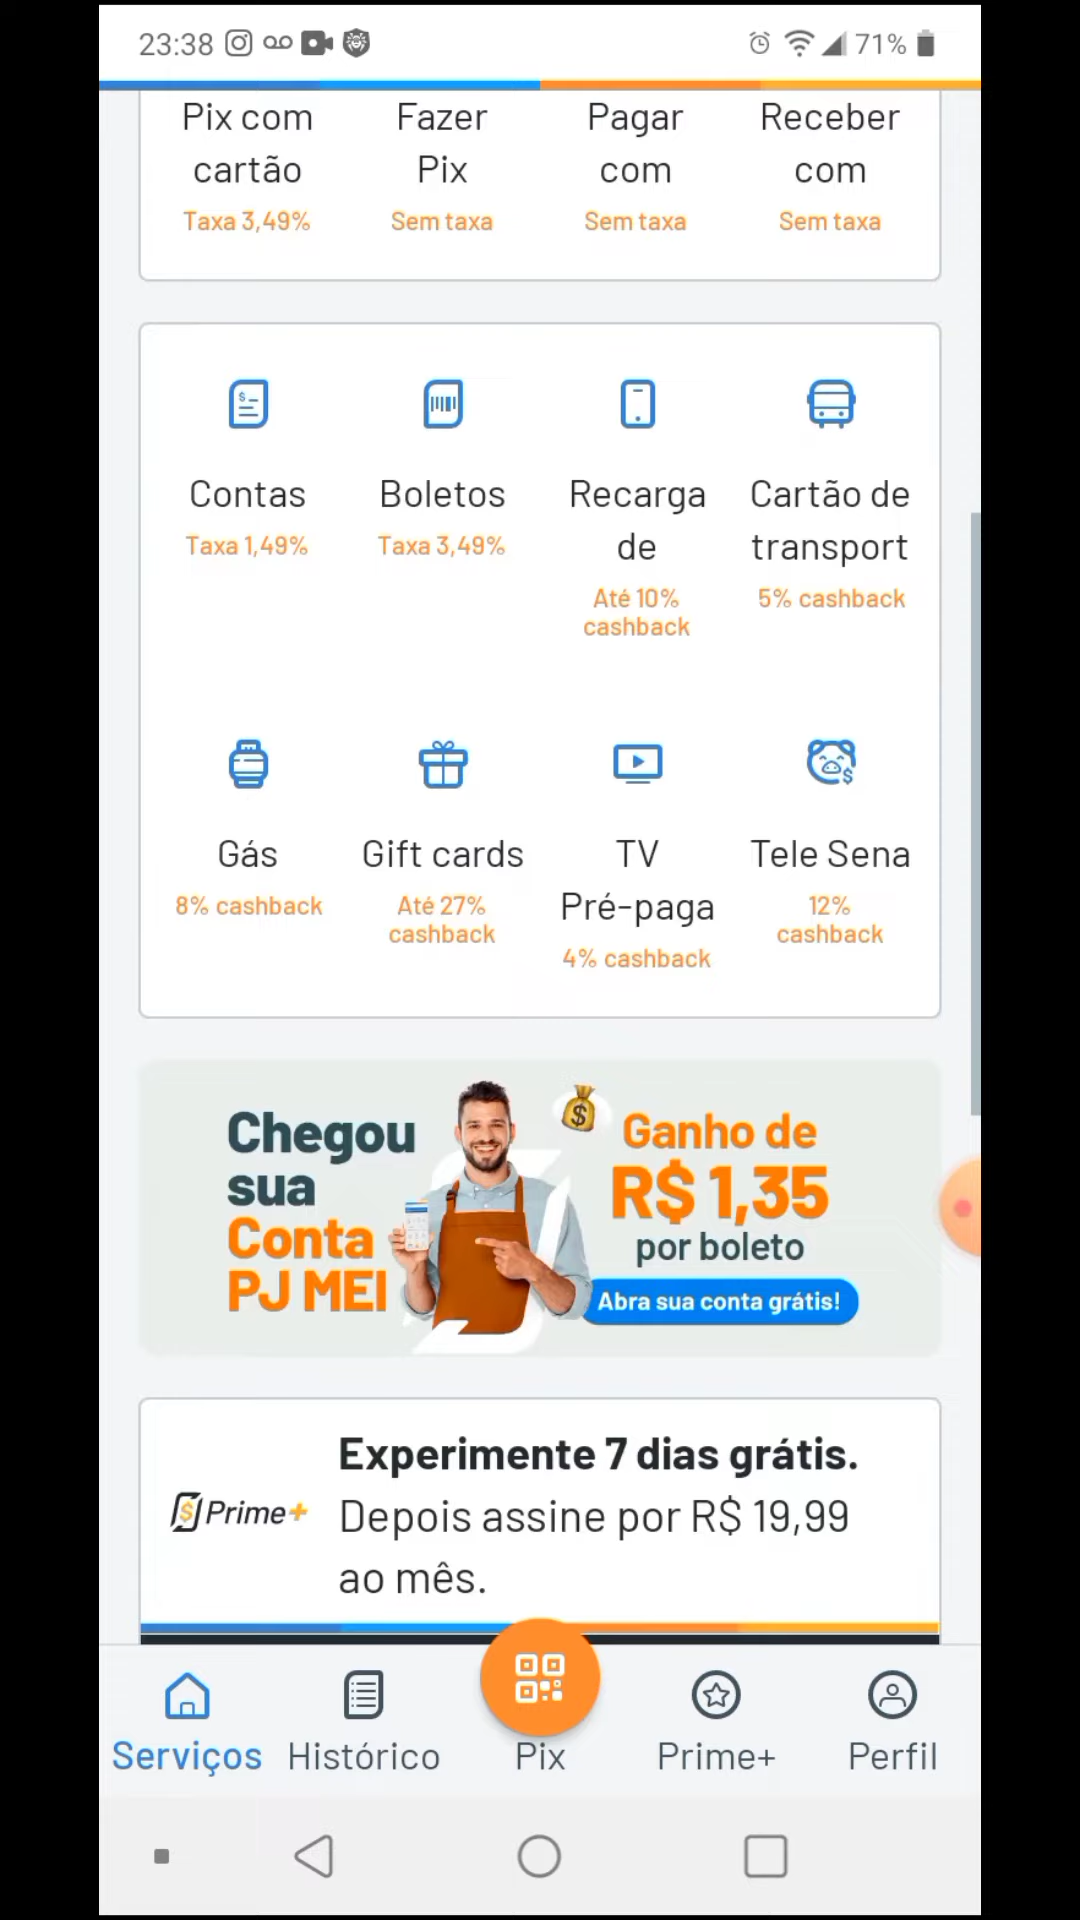 23:38
71%
Pix com
cartão
Taxa 3,49%
Fazer
Pix
Sem taxa
Pagar
com
Sem taxa
Receber
com
Sem taxa
Contas
Taxa 1,49%
Boletos
Taxa 3,49%
Recarga
de
Até 10%
cashback
Cartão de
transport
5% cashback
Gás
8% cashback
Gift cards
Até 27%
cashback
TV
Pré-paga
4% cashback
Tele Sena
12%
cashback
Chegou
sua
Conta
PJ MEI
Ganho de
R$ 1,35
por boleto
Abra sua conta grátis!
Prime+
Experimente 7 dias grátis.
Depois assine por R$ 19,99
ao mês.
Serviços
Histórico
Pix
Prime+
Perfil